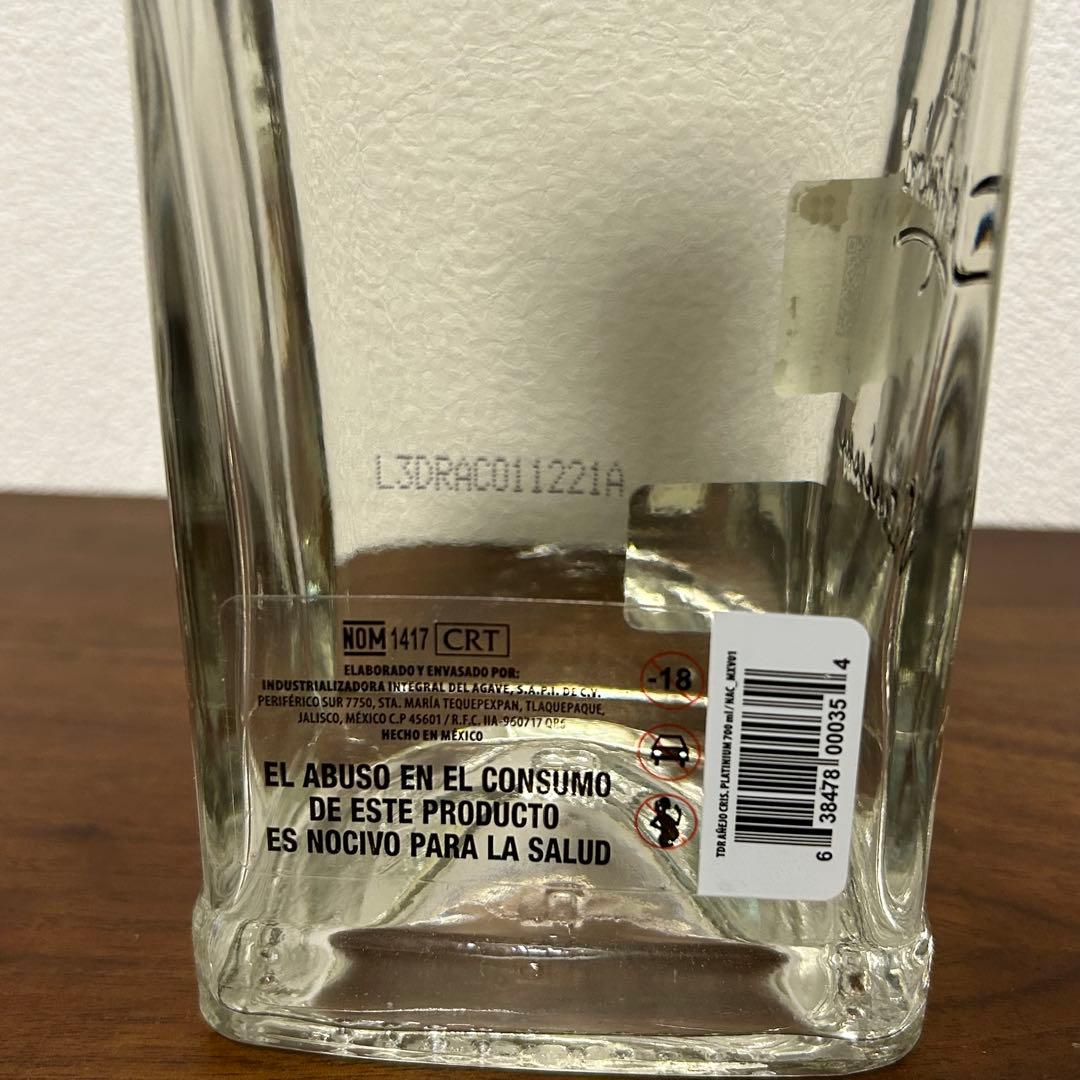 L3DRAC011221A
NOM 1417 CRT
ELABORADO Y ENVASADO POR:
INDUSTRIALIZADORA INTEGRAL DEL AGAVE, S.A.P.I. DE C.V.
PERIFÉRICO SUR 7750, STA. MARÍA TEQUEPEXPAN, TLAQUEPAQUE,
JALISCO, MÉXICO C.P 45601 / R.F.C. IIA-960717 QR6
HECHO EN MÉXICO
EL ABUSO EN EL CONSUMO
DE ESTE PRODUCTO
ES NOCIVO PARA LA SALUD
-18
TDR AÑEJO CRIS. PLATINIUM 700 ml / NAC_MXV01
6 38478 00035 4